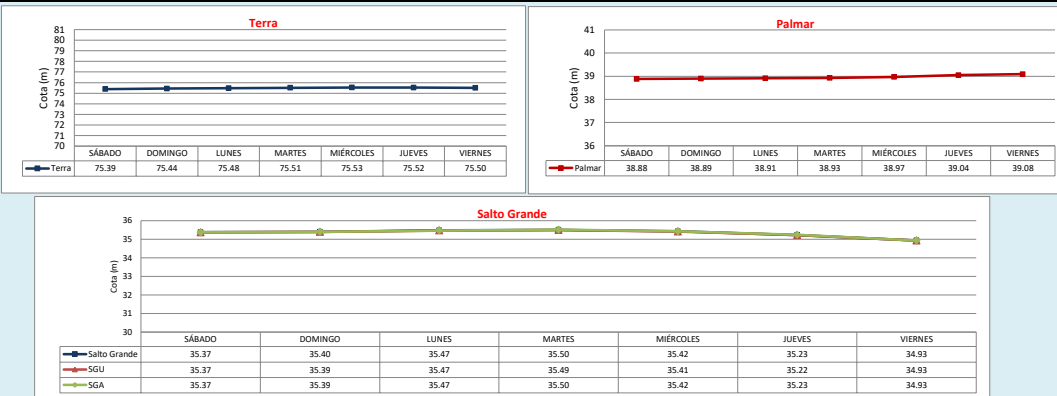 Terra
81
80
79
78
77
76
75
74
73
72
71
70
Cota (m)
SÁBADO DOMINGO LUNES MARTES MIÉRCOLES JUEVES VIERNES
Terra 75.39 75.44 75.48 75.51 75.53 75.52 75.50
Palmar
41
40
39
38
37
36
Cota (m)
SÁBADO DOMINGO LUNES MARTES MIÉRCOLES JUEVES VIERNES
Palmar 38.88 38.89 38.91 38.93 38.97 39.04 39.08
Salto Grande
36
35
34
33
32
31
30
Cota (m)
SÁBADO DOMINGO LUNES MARTES MIÉRCOLES JUEVES VIERNES
Salto Grande 35.37 35.40 35.47 35.50 35.42 35.23 34.93
SGU 35.37 35.39 35.47 35.49 35.41 35.22 34.93
SGA 35.37 35.39 35.47 35.50 35.42 35.23 34.93